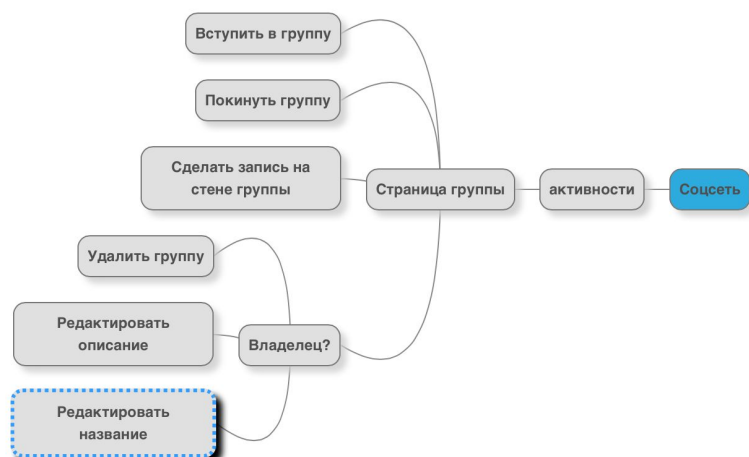 Вступить в группу
Покинуть группу
Сделать запись на
стене группы
Страница группы
активности
Соцсеть
Удалить группу
Редактировать
описание
Владелец?
Редактировать
название